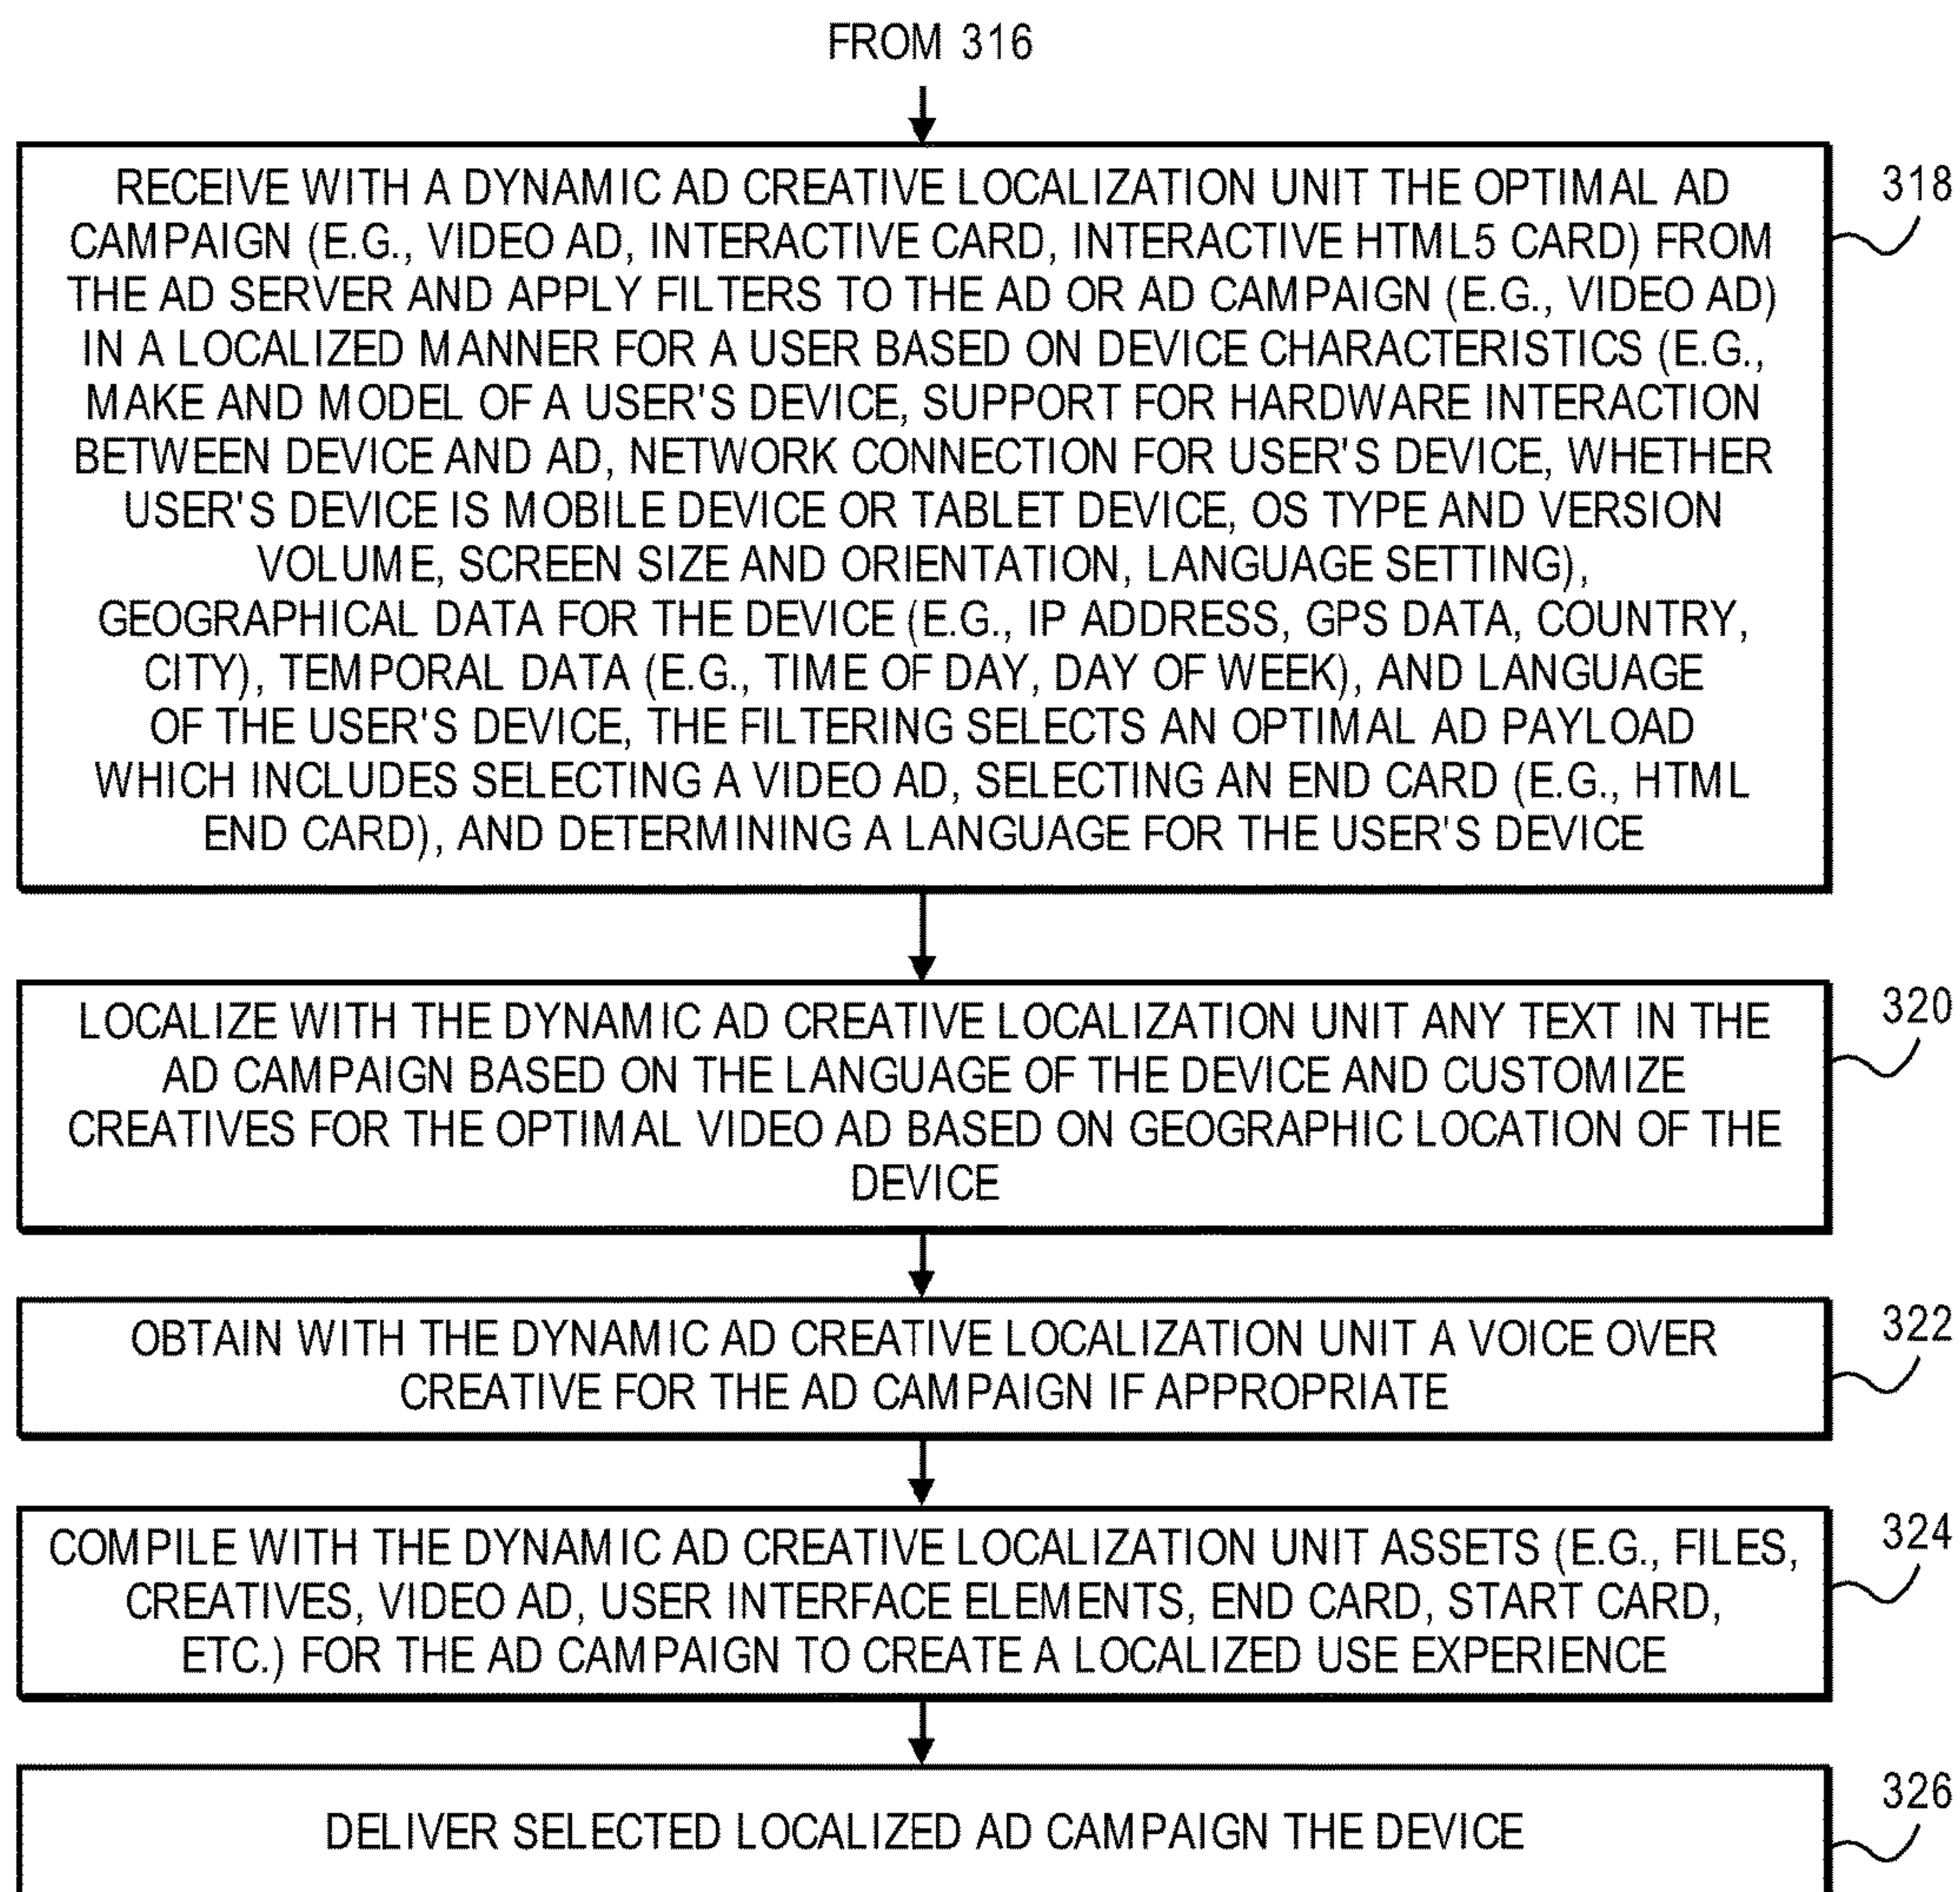 FROM 316
RECEIVE WITH A DYNAMIC AD CREATIVE LOCALIZATION UNIT THE OPTIMAL AD
CAMPAIGN (E.G., VIDEO AD, INTERACTIVE CARD, INTERACTIVE HTML5 CARD) FROM
THE AD SERVER AND APPLY FILTERS TO THE AD OR AD CAMPAIGN (E.G., VIDEO AD)
IN A LOCALIZED MANNER FOR A USER BASED ON DEVICE CHARACTERISTICS (E.G.,
MAKE AND MODEL OF A USER'S DEVICE, SUPPORT FOR HARDWARE INTERACTION
BETWEEN DEVICE AND AD, NETWORK CONNECTION FOR USER'S DEVICE, WHETHER
USER'S DEVICE IS MOBILE DEVICE OR TABLET DEVICE, OS TYPE AND VERSION
VOLUME, SCREEN SIZE AND ORIENTATION, LANGUAGE SETTING),
GEOGRAPHICAL DATA FOR THE DEVICE (E.G., IP ADDRESS, GPS DATA, COUNTRY,
CITY), TEMPORAL DATA (E.G., TIME OF DAY, DAY OF WEEK), AND LANGUAGE
OF THE USER'S DEVICE, THE FILTERING SELECTS AN OPTIMAL AD PAYLOAD
WHICH INCLUDES SELECTING A VIDEO AD, SELECTING AN END CARD (E.G., HTML
END CARD), AND DETERMINING A LANGUAGE FOR THE USER'S DEVICE
318
LOCALIZE WITH THE DYNAMIC AD CREATIVE LOCALIZATION UNIT ANY TEXT IN THE
AD CAMPAIGN BASED ON THE LANGUAGE OF THE DEVICE AND CUSTOMIZE
CREATIVES FOR THE OPTIMAL VIDEO AD BASED ON GEOGRAPHIC LOCATION OF THE
DEVICE
320
OBTAIN WITH THE DYNAMIC AD CREATIVE LOCALIZATION UNIT A VOICE OVER
CREATIVE FOR THE AD CAMPAIGN IF APPROPRIATE
322
COMPILE WITH THE DYNAMIC AD CREATIVE LOCALIZATION UNIT ASSETS (E.G., FILES,
CREATIVES, VIDEO AD, USER INTERFACE ELEMENTS, END CARD, START CARD,
ETC.) FOR THE AD CAMPAIGN TO CREATE A LOCALIZED USE EXPERIENCE
324
DELIVER SELECTED LOCALIZED AD CAMPAIGN THE DEVICE
326